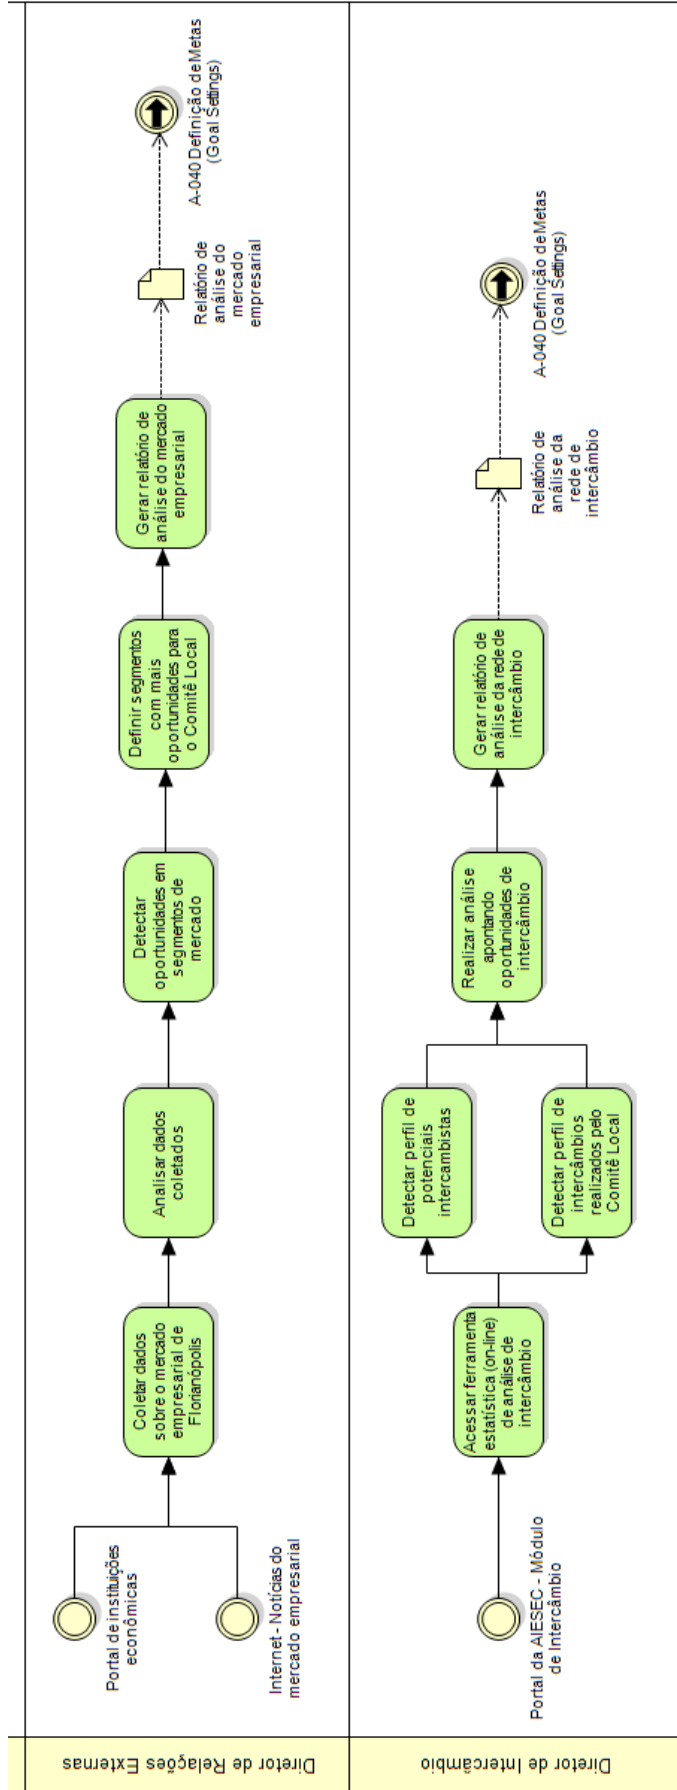 Diretor de Relações Externas
Portal de instituições
econômicas
Internet - Notícias do
mercado empresarial
Coletar dados
sobre o mercado
empresarial de
Florianópolis
Analisar dados
coletados
Detectar
oportunidades em
segmentos de
mercado
Definir segmentos
com mais
oportunidades para
o Comitê Local
Gerar relatório de
análise do mercado
empresarial
Relatório de
análise do
mercado
empresarial
A-040 Definição de Metas
(Goal Settings)
Diretor de Intercâmbio
Portal da AIESEC - Módulo
de Intercâmbio
Acessar ferramenta
estatística (on-line)
de análise de
intercâmbio
Detectar perfil de
potenciais
intercambistas
Detectar perfil de
intercâmbios
realizados pelo
Comitê Local
Realizar análise
apontando
oportunidades de
intercâmbio
Gerar relatório de
análise da rede de
intercâmbio
Relatório de
análise da
rede de
intercâmbio
A-040 Definição de Metas
(Goal Settings)